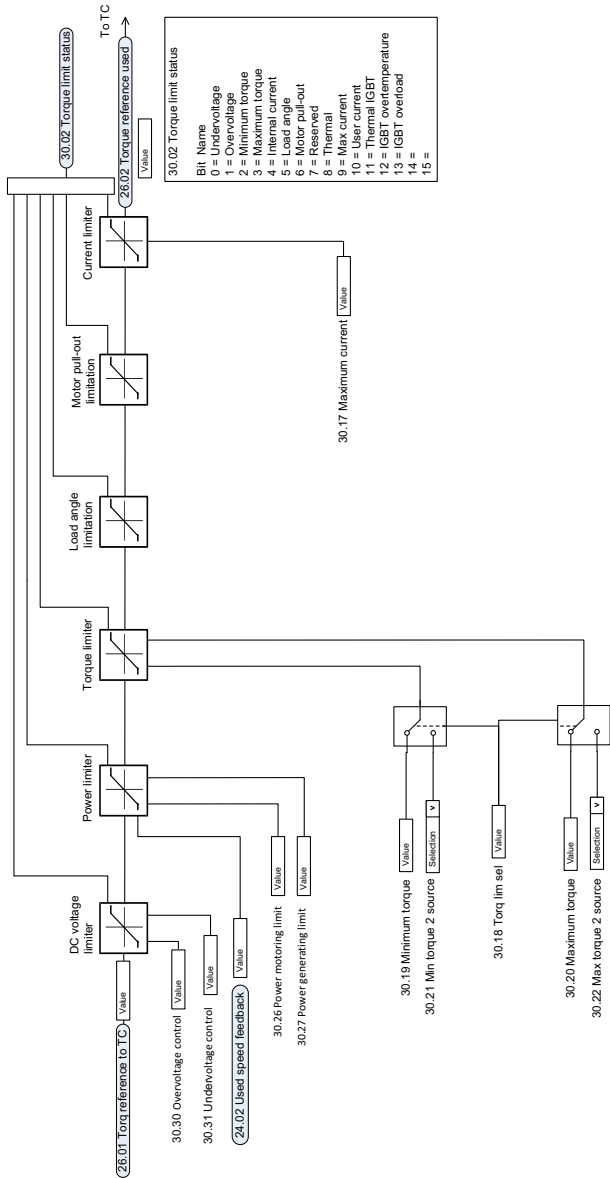 26.01 Torq reference to TC
Value
DC voltage
limiter
30.30 Overvoltage control
Value
30.31 Undervoltage control
Value
24.02 Used speed feedback
Value
Power limiter
30.26 Power motoring limit
Value
30.27 Power generating limit
Value
Torque limiter
30.19 Minimum torque
Value
30.21 Min torque 2 source
Selection
v
30.18 Torq lim sel
Value
30.20 Maximum torque
Value
30.22 Max torque 2 source
Selection
v
Load angle
limitation
Motor pull-out
limitation
Current limiter
30.17 Maximum current
Value
30.02 Torque limit status
To TC
26.02 Torque reference used
Value
30.02 Torque limit status
Bit Name
0 = Undervoltage
1 = Overvoltage
2 = Minimum torque
3 = Maximum torque
4 = Internal current
5 = Load angle
6 = Motor pull-out
7 = Reserved
8 = Thermal
9 = Max current
10 = User current
11 = Thermal IGBT
12 = IGBT overtemperature
13 = IGBT overload
14 =
15 =